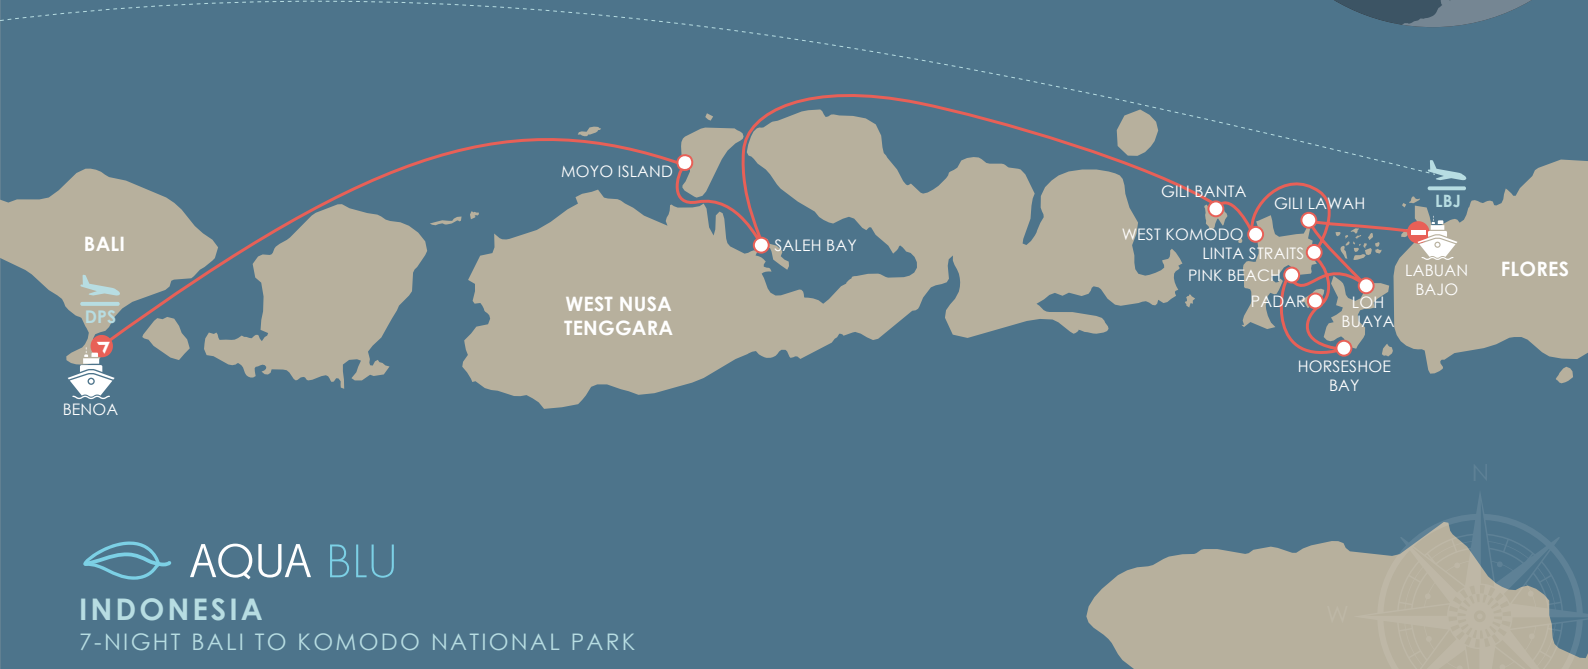 MOYO ISLAND
GILI BANTA
LBJ
GILI LAWAH
BALI
WEST KOMODO
SALEH BAY
LINTA STRAITS
LABUAN
BAJO
FLORES
PINK BEACH
WEST NUSA
TENGGARA
PADAR
LOH
BUAYA
DPS
HORSESHOE
BAY
BENOA
N
AQUA BLU
INDONESIA
7-NIGHT BALI TO KOMODO NATIONAL PARK
W